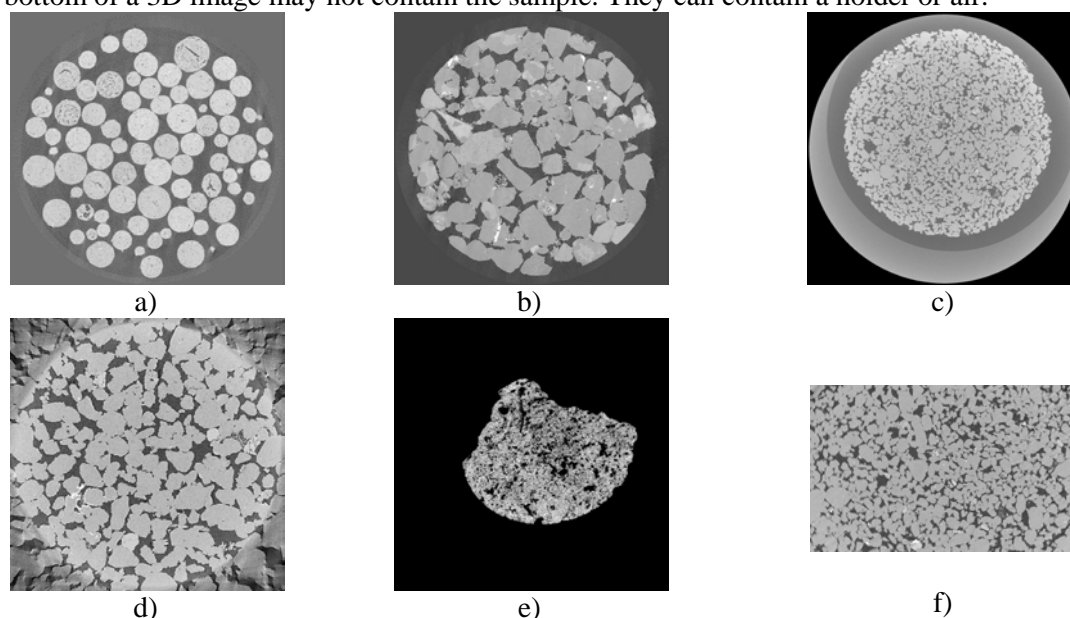 bottom of a 3D image may not contain the sample. They can contain a holder or air.
a)
b)
c)
d)
e)
f)